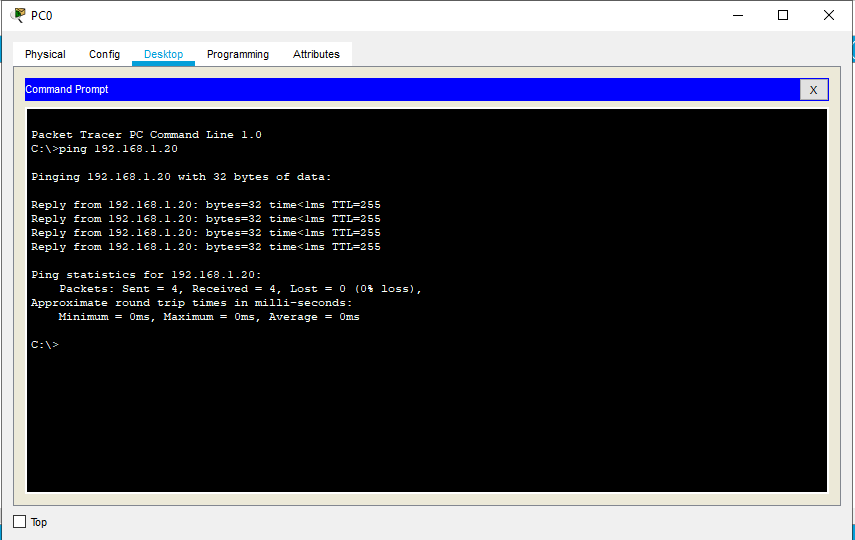 PC0
Physical Config Desktop Programming Attributes
Command Prompt X
Packet Tracer PC Command Line 1.0
C:\>ping 192.168.1.20
Pinging 192.168.1.20 with 32 bytes of data:
Reply from 192.168.1.20: bytes=32 time<1ms TTL=255
Reply from 192.168.1.20: bytes=32 time<1ms TTL=255
Reply from 192.168.1.20: bytes=32 time<1ms TTL=255
Reply from 192.168.1.20: bytes=32 time<1ms TTL=255
Ping statistics for 192.168.1.20:
Packets: Sent = 4, Received = 4, Lost = 0 (0% loss),
Approximate round trip times in milli-seconds:
Minimum = 0ms, Maximum = 0ms, Average = 0ms
C:\>
Top